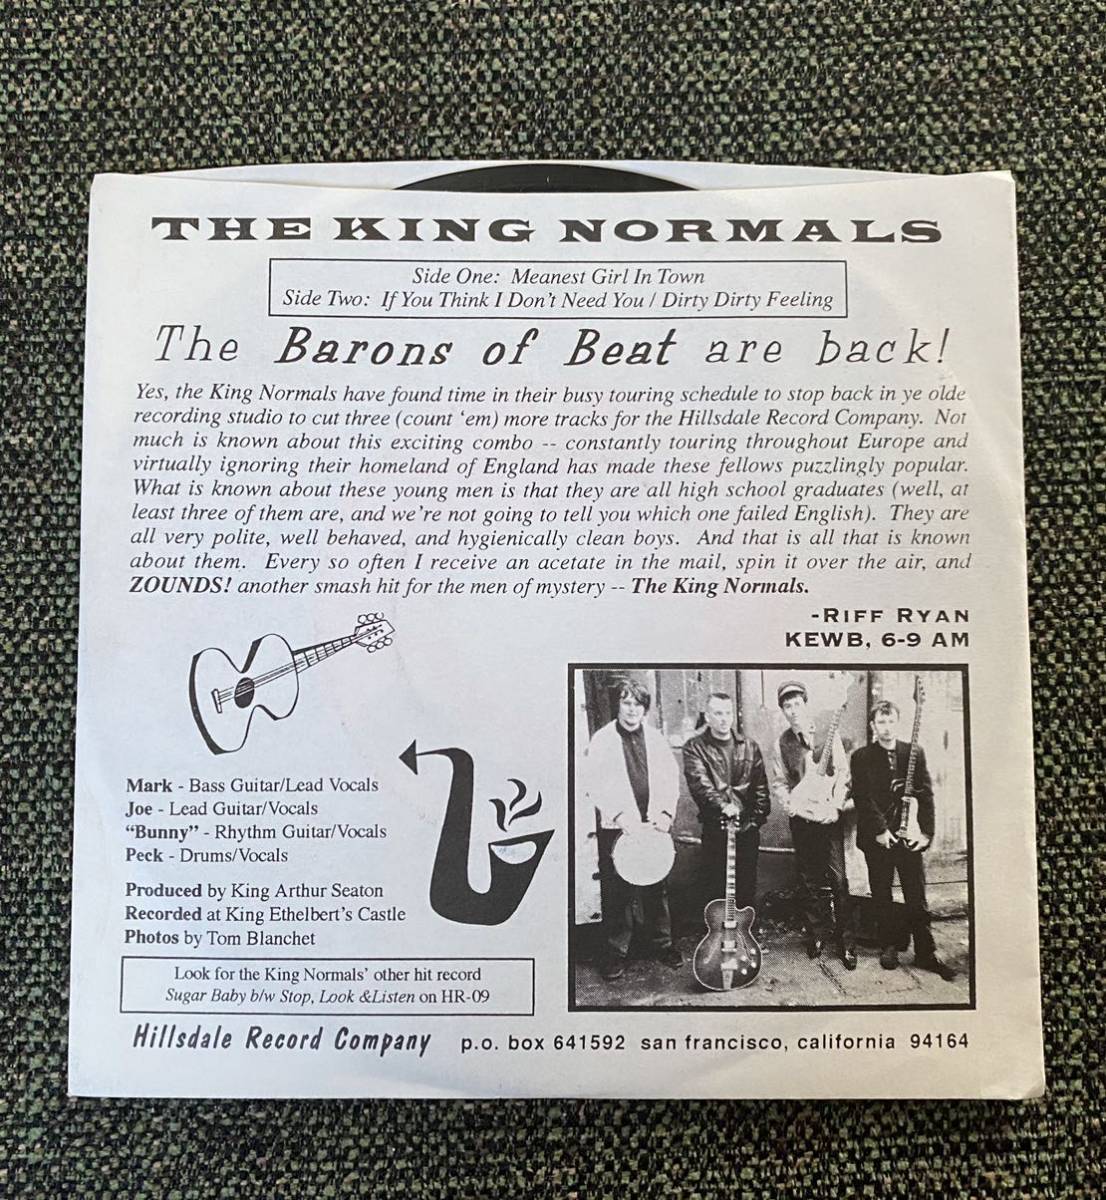 THE KING NORMALS
Side One: Meanest Girl In Town
Side Two: If You Think I Don't Need You / Dirty Dirty Feeling
The Barons of Beat are back!
Yes, the King Normals have found time in their busy touring schedule to stop back in ye olde
recording studio to cut three (count 'em) more tracks for the Hillsdale Record Company. Not
much is known about this exciting combo -- constantly touring throughout Europe and
virtually ignoring their homeland of England has made these fellows puzzlingly popular.
What is known about these young men is that they are all high school graduates (well, at
least three of them are, and we're not going to tell you which one failed English). They are
all very polite, well behaved, and hygienically clean boys. And that is all that is known
about them. Every so often I receive an acetate in the mail, spin it over the air, and
ZOUNDS! another smash hit for the men of mystery -- The King Normals.
-RIFF RYAN
KEWB, 6-9 AM
Mark - Bass Guitar/Lead Vocals
Joe - Lead Guitar/Vocals
"Bunny" - Rhythm Guitar/Vocals
Peck - Drums/Vocals
Produced by King Arthur Seaton
Recorded at King Ethelbert's Castle
Photos by Tom Blanchet
Look for the King Normals' other hit record
Sugar Baby b/w Stop, Look &Listen on HR-09
Hillsdale Record Company p.o. box 641592 san francisco, california 94164